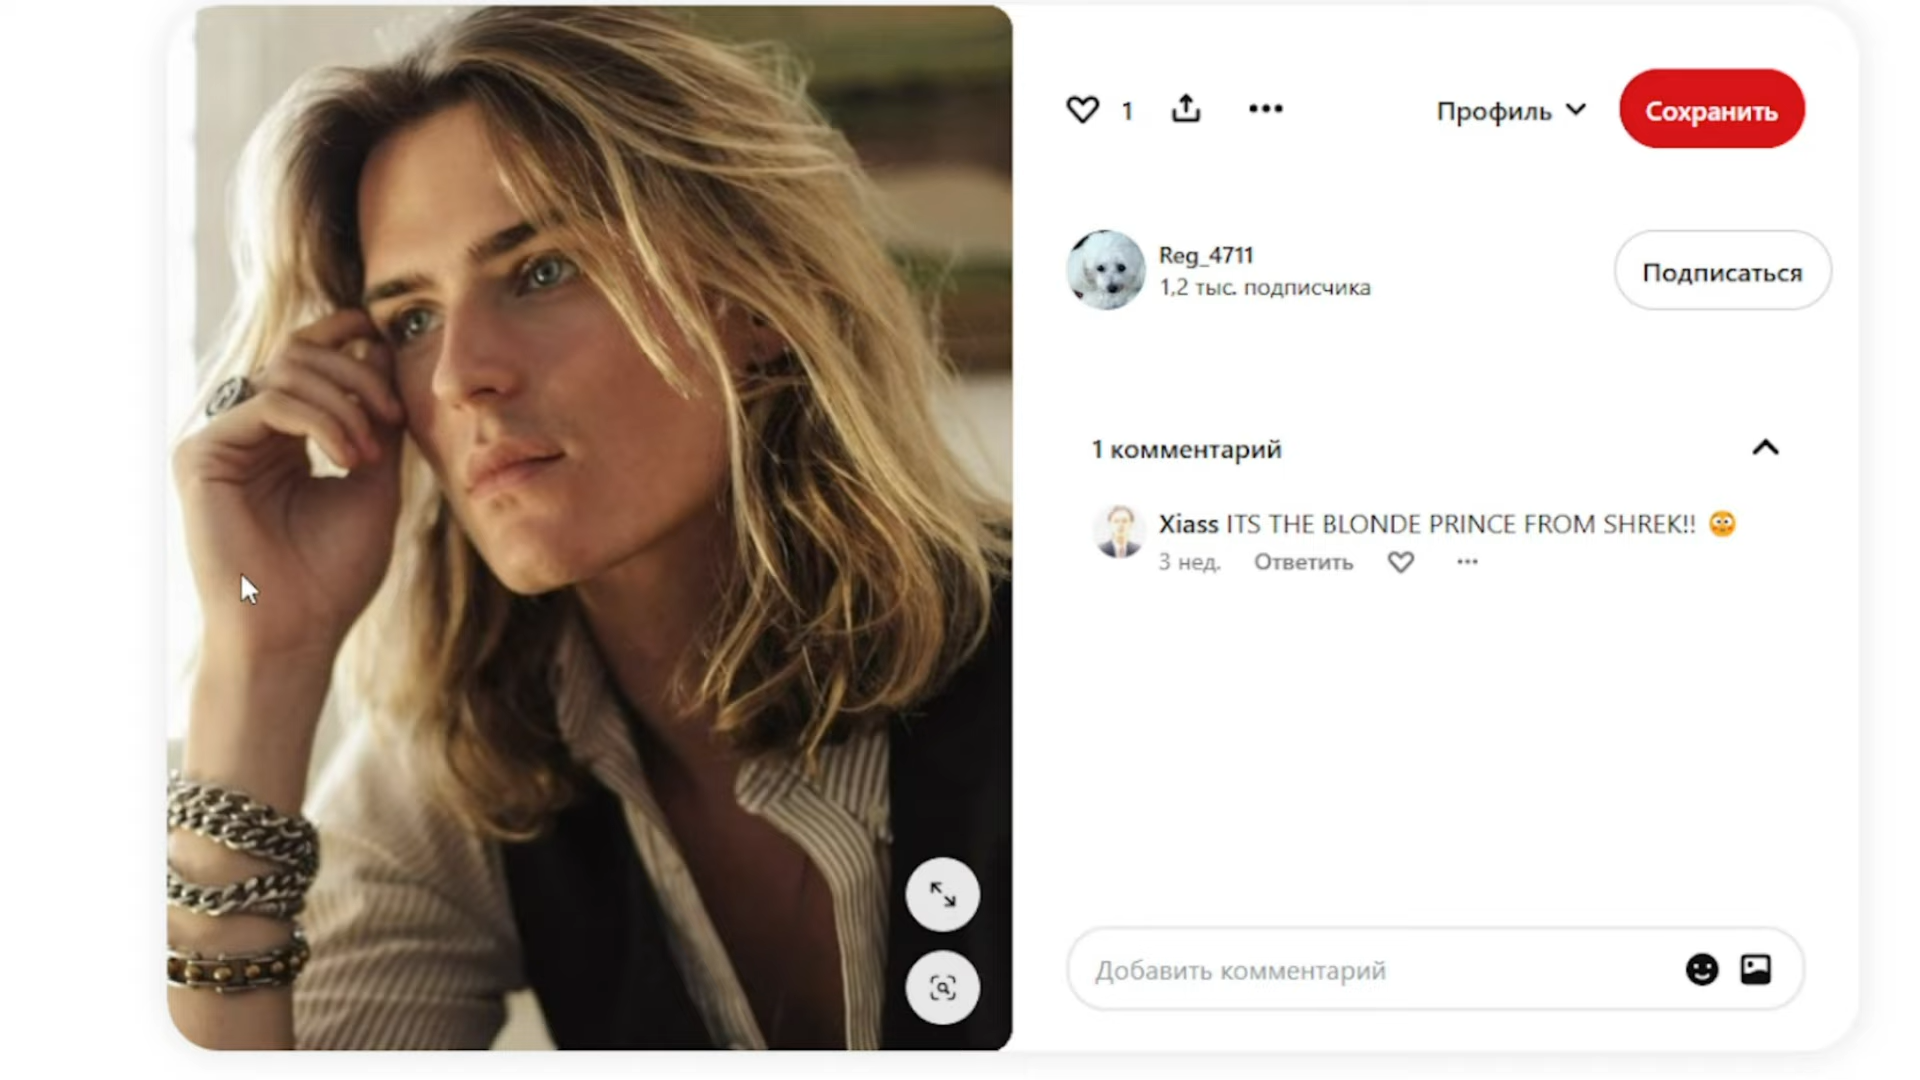 1
Профиль
Сохранить
Reg_4711
1,2 тыс. подписчика
Подписаться
1 комментарий
Xiass ITS THE BLONDE PRINCE FROM SHREK!! 😳
3 нед. Ответить
Добавить комментарий